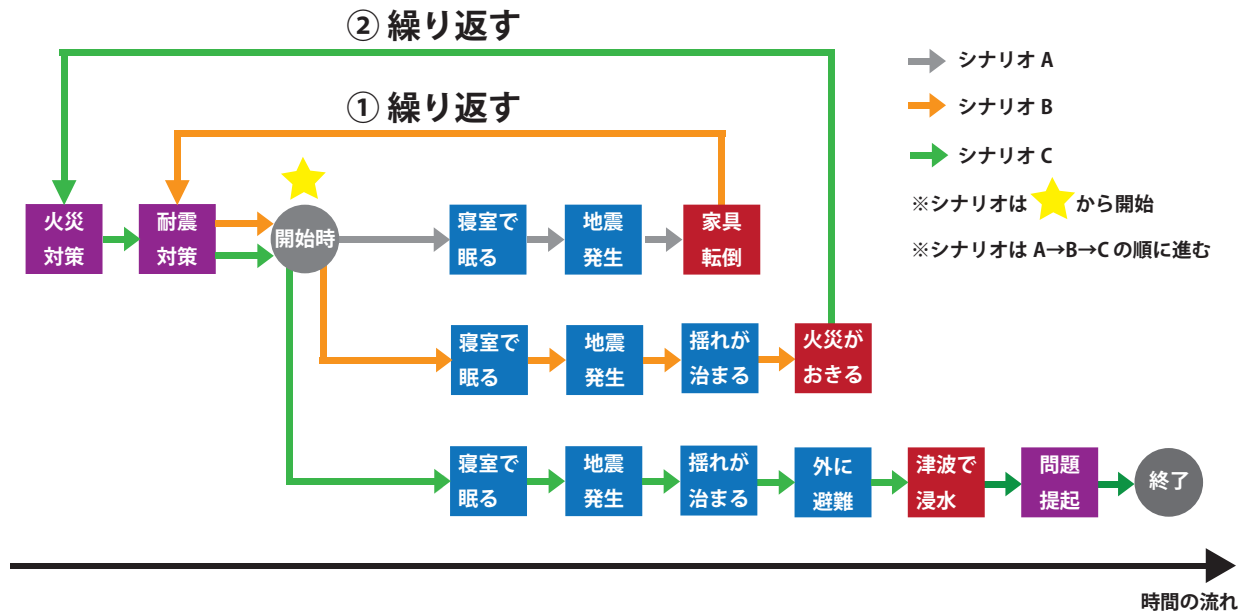 ② 繰り返す
① 繰り返す
シナリオ A
シナリオ B
シナリオ C
※シナリオは
から開始
※シナリオは A→B→C の順に進む
火災
対策
耐震
対策
開始時
寝室で
眠る
地震
発生
家具
転倒
寝室で
眠る
地震
発生
揺れが
治まる
火災が
おきる
寝室で
眠る
地震
発生
揺れが
治まる
外に
避難
津波で
浸水
問題
提起
終了
時間の流れ